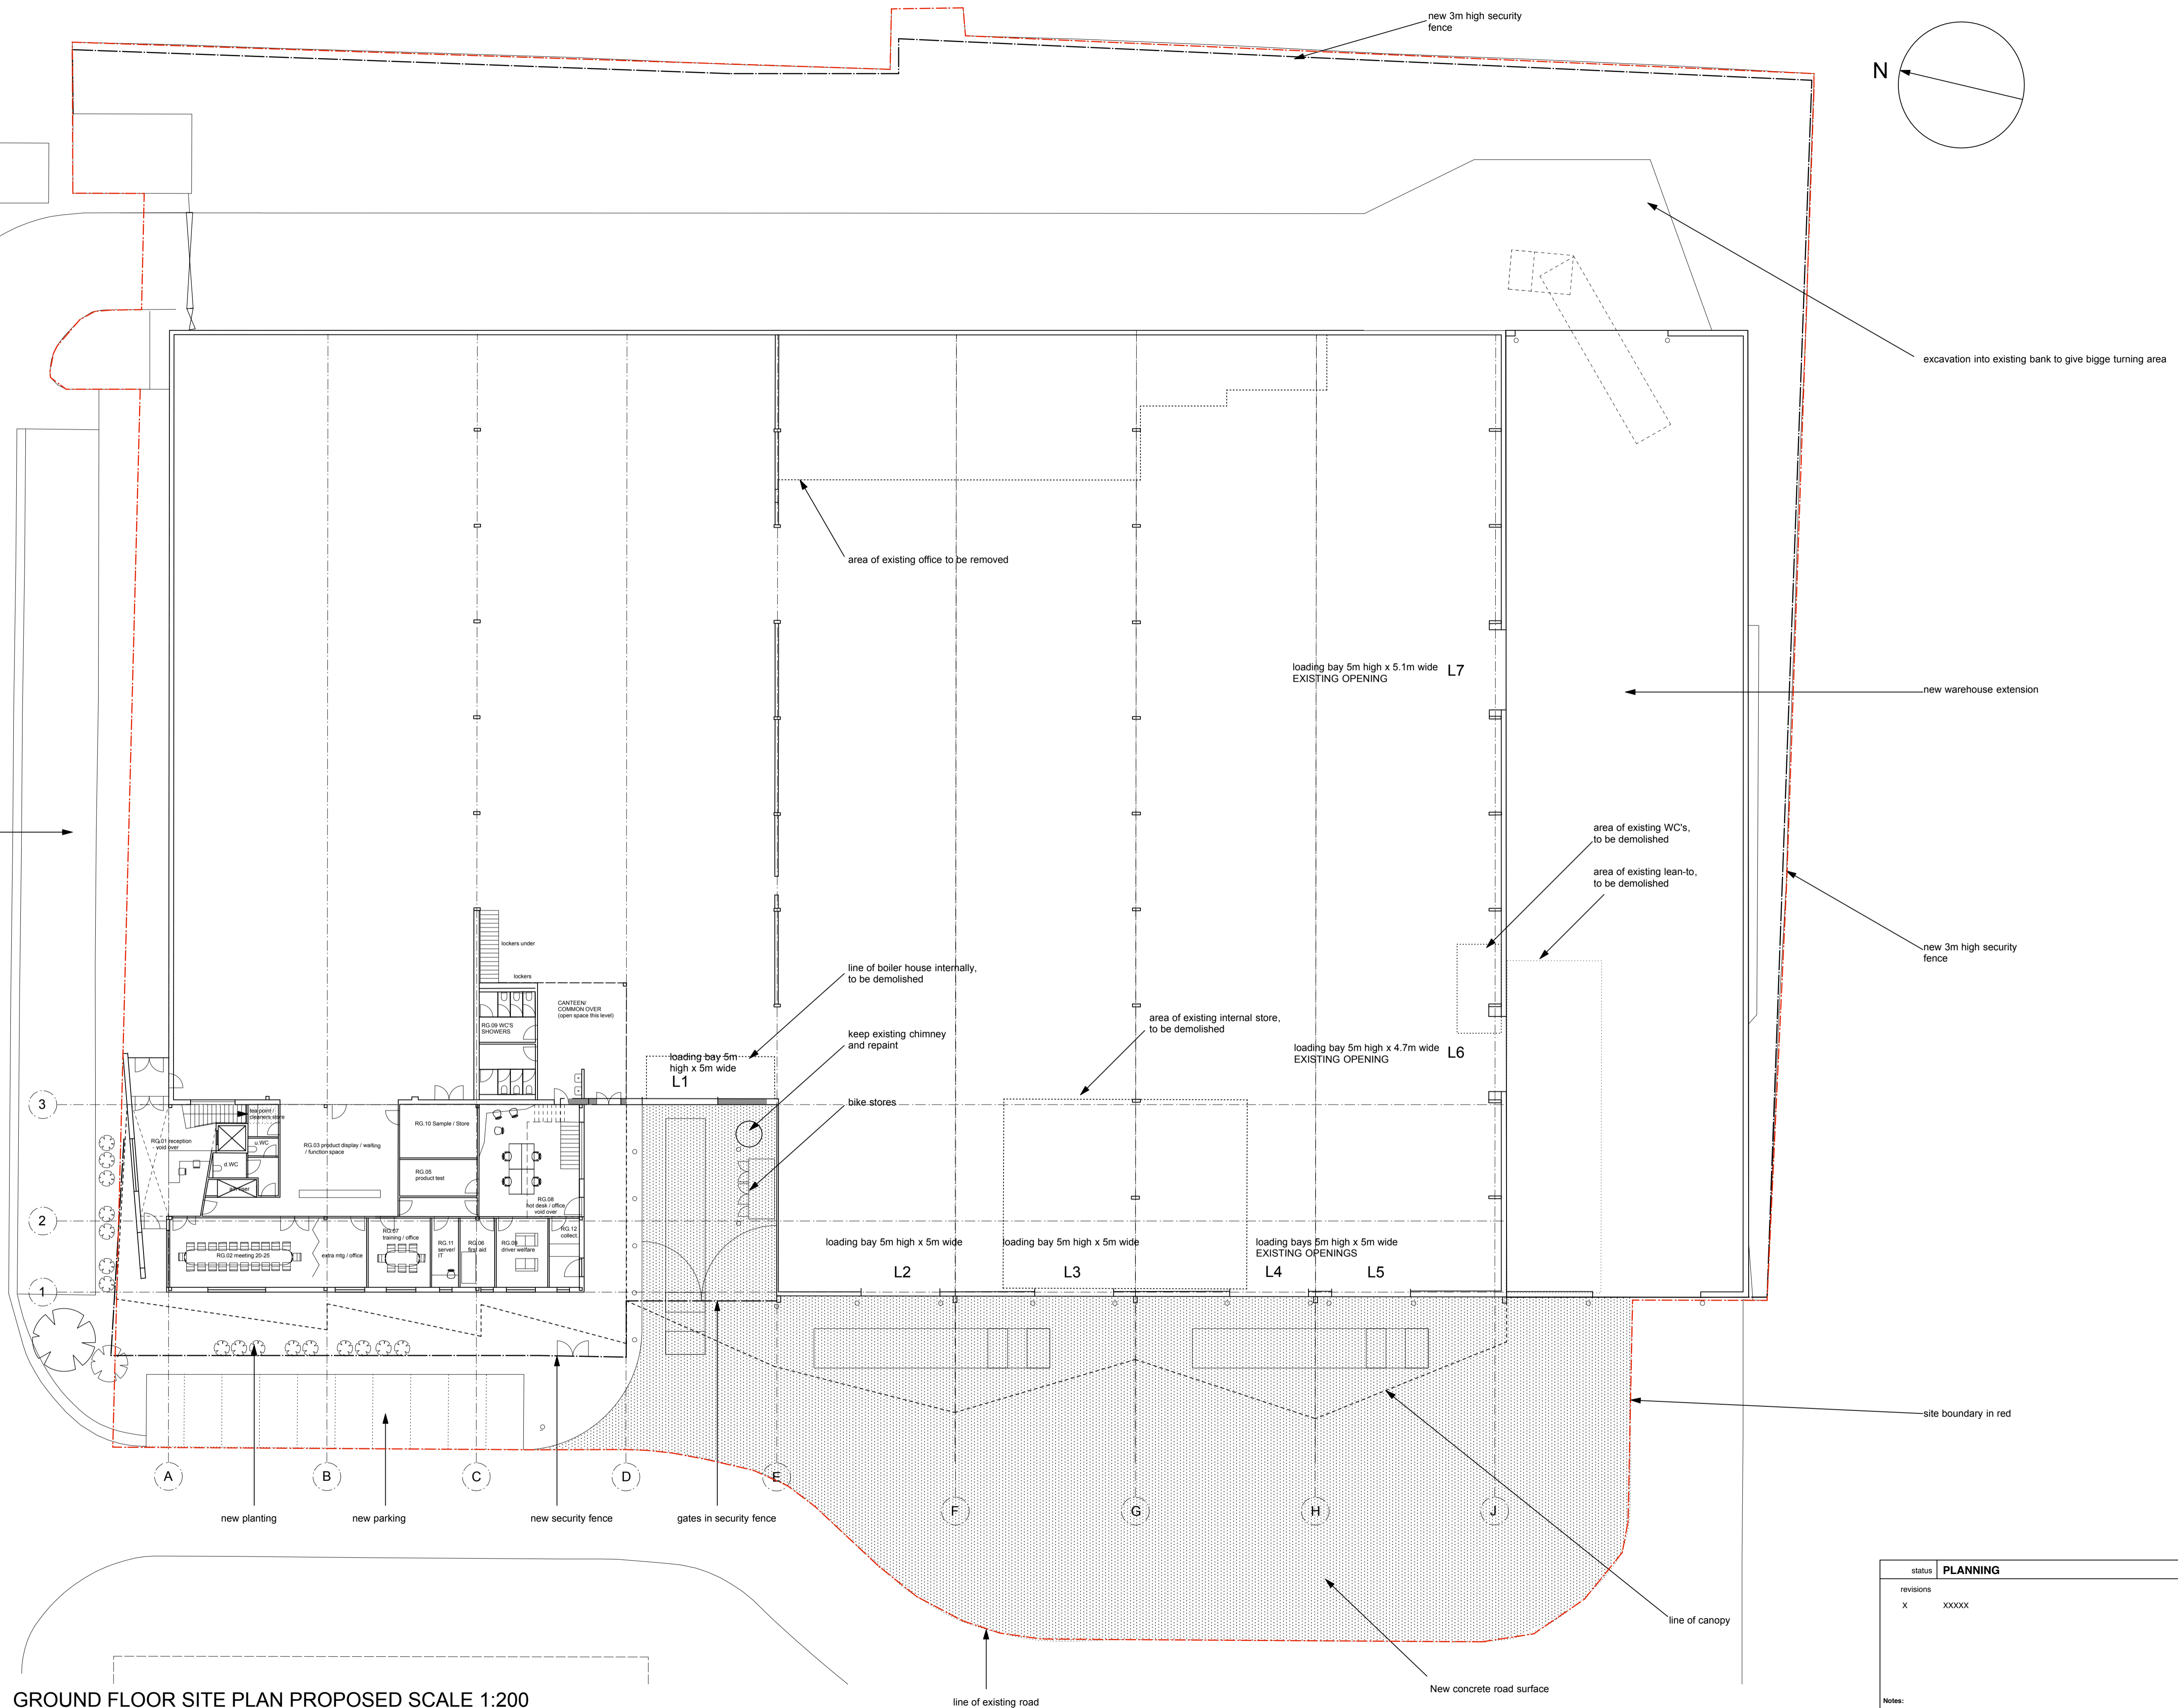 new 3m high security
fence
N
excavation into existing bank to give bigge turning area
area of existing office to be removed
loading bay 5m high x 5.1m wide
EXISTING OPENING
L7
new warehouse extension
area of existing WC's,
to be demolished
area of existing lean-to,
to be demolished
new 3m high security
fence
lockers under
lockers
CANTEEN/
COMMON OVER
(open space this level)
RG.09 WC'S
SHOWERS
line of boiler house internally,
to be demolished
keep existing chimney
and repaint
loading bay 5m
high x 5m wide
L1
bike stores
area of existing internal store,
to be demolished
loading bay 5m high x 4.7m wide
EXISTING OPENING
L6
3
tea point /
cleaners store
RG.01 reception
- void over
u.WC
d.WC
RG.03 product display / waiting
/ function space
RG.10 Sample / Store
RG.05
product test
RG.08
hot desk / office
void over
2
RG.02 meeting 20-25
extra mtg / office
RG.07
training / office
RG.11
server/
IT
RG.06
first aid
RG.09
driver welfare
RG.12
collect.
loading bay 5m high x 5m wide
L2
loading bay 5m high x 5m wide
L3
loading bays 5m high x 5m wide
EXISTING OPENINGS
L4
L5
1
site boundary in red
A
B
C
D
E
F
G
H
J
new planting
new parking
new security fence
gates in security fence
line of canopy
New concrete road surface
line of existing road
GROUND FLOOR SITE PLAN PROPOSED SCALE 1:200
status PLANNING
revisions
X XXXXX
Notes: